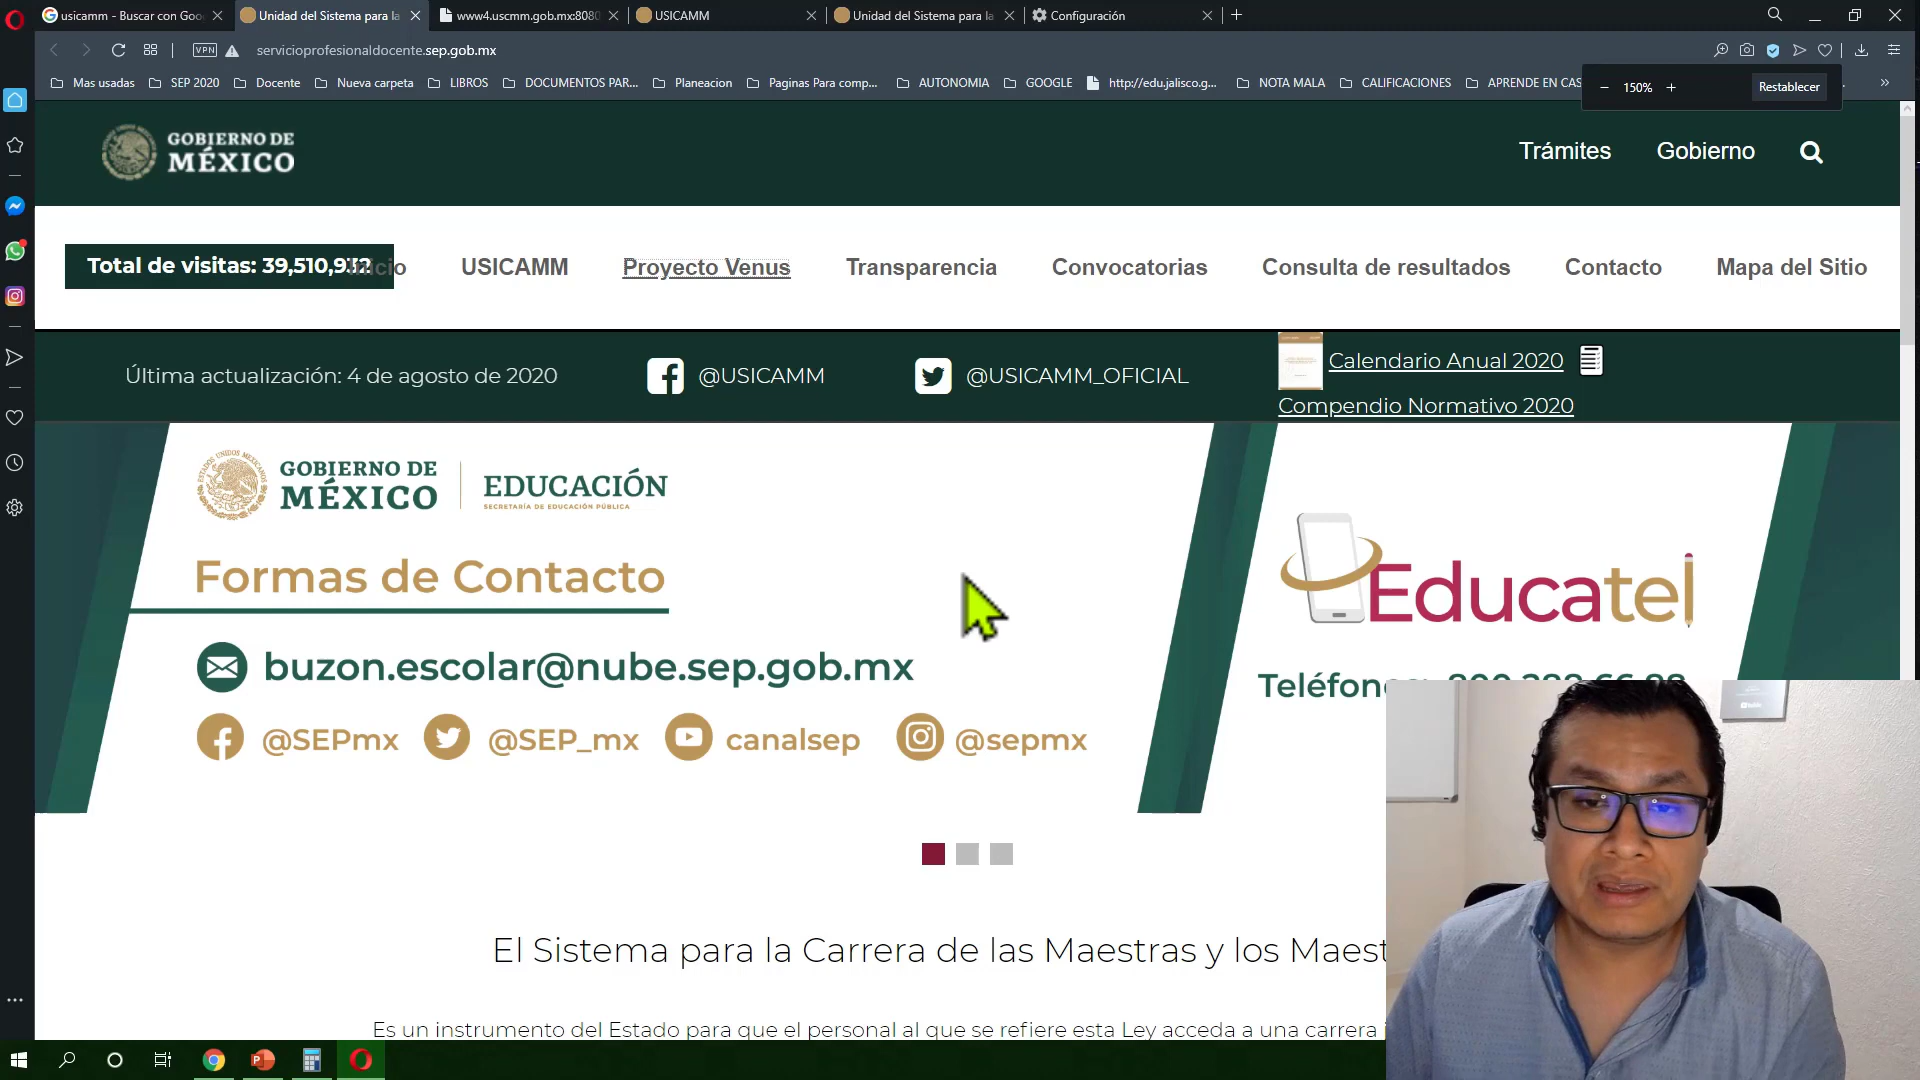 usicamm - Buscar con Goo
Unidad del Sistema para la
www4.uscmm.gob.mx:8080
USICAMM
Unidad del Sistema para la
Configuración
VPN
servicioprofesionaldocente.sep.gob.mx
Mas usadas
SEP 2020
Docente
Nueva carpeta
LIBROS
DOCUMENTOS PAR...
Planeacion
Paginas Para comp...
AUTONOMIA
GOOGLE
http://edu.jalisco.g...
NOTA MALA
CALIFICACIONES
APRENDE EN CAS
150%
Restablecer
GOBIERNO DE
MÉXICO
Trámites
Gobierno
Total de visitas: 39,510,972
Inicio
USICAMM
Proyecto Venus
Transparencia
Convocatorias
Consulta de resultados
Contacto
Mapa del Sitio
Última actualización: 4 de agosto de 2020
@USICAMM
@USICAMM_OFICIAL
Calendario Anual 2020
Compendio Normativo 2020
ESTADOS UNIDOS MEXICANOS
GOBIERNO DE
MÉXICO
EDUCACIÓN
SECRETARÍA DE EDUCACIÓN PÚBLICA
Formas de Contacto
buzon.escolar@nube.sep.gob.mx
@SEPmx
@SEP_mx
canalsep
@sepmx
Educatel
El Sistema para la Carrera de las Maestras y los Maest
Es un instrumento del Estado para que el personal al que se refiere esta Ley acceda a una carrera